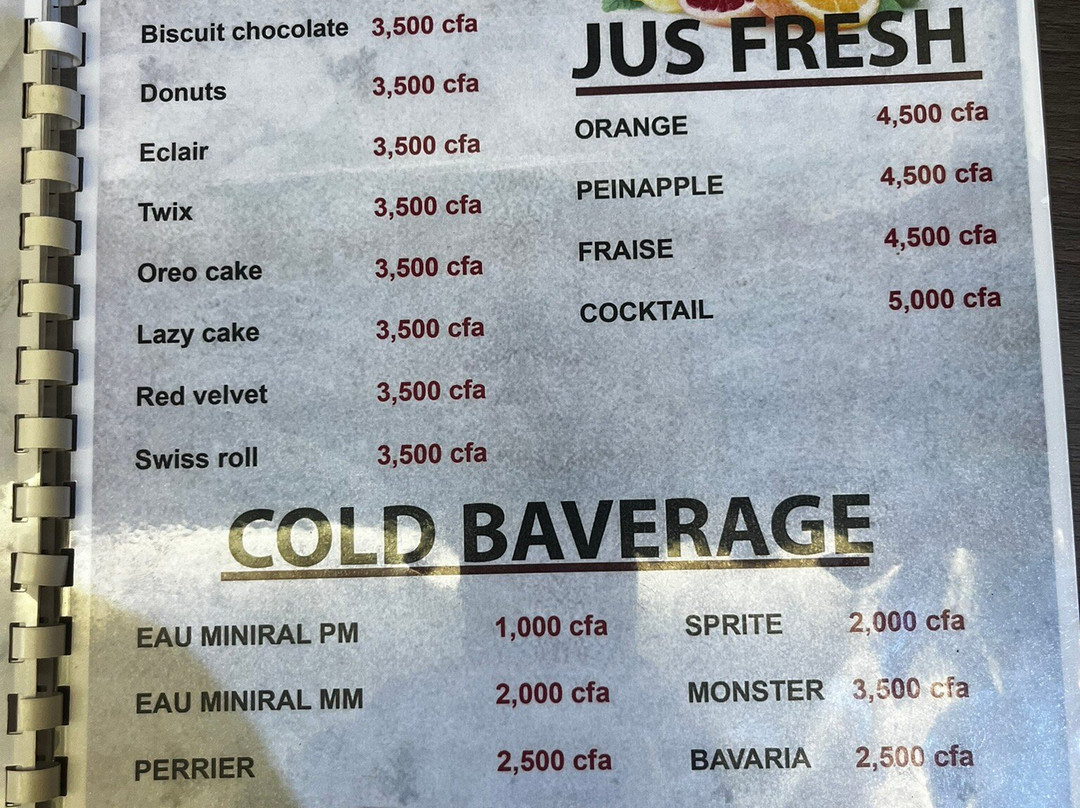 Biscuit chocolate 3,500 cfa
Donuts 3,500 cfa
Eclair 3,500 cfa
Twix 3,500 cfa
Oreo cake 3,500 cfa
Lazy cake 3,500 cfa
Red velvet 3,500 cfa
Swiss roll 3,500 cfa
JUS FRESH
ORANGE 4,500 cfa
PEINAPPLE 4,500 cfa
FRAISE 4,500 cfa
COCKTAIL 5,000 cfa
COLD BAVERAGE
EAU MINIRAL PM 1,000 cfa
EAU MINIRAL MM 2,000 cfa
PERRIER 2,500 cfa
SPRITE 2,000 cfa
MONSTER 3,500 cfa
BAVARIA 2,500 cfa